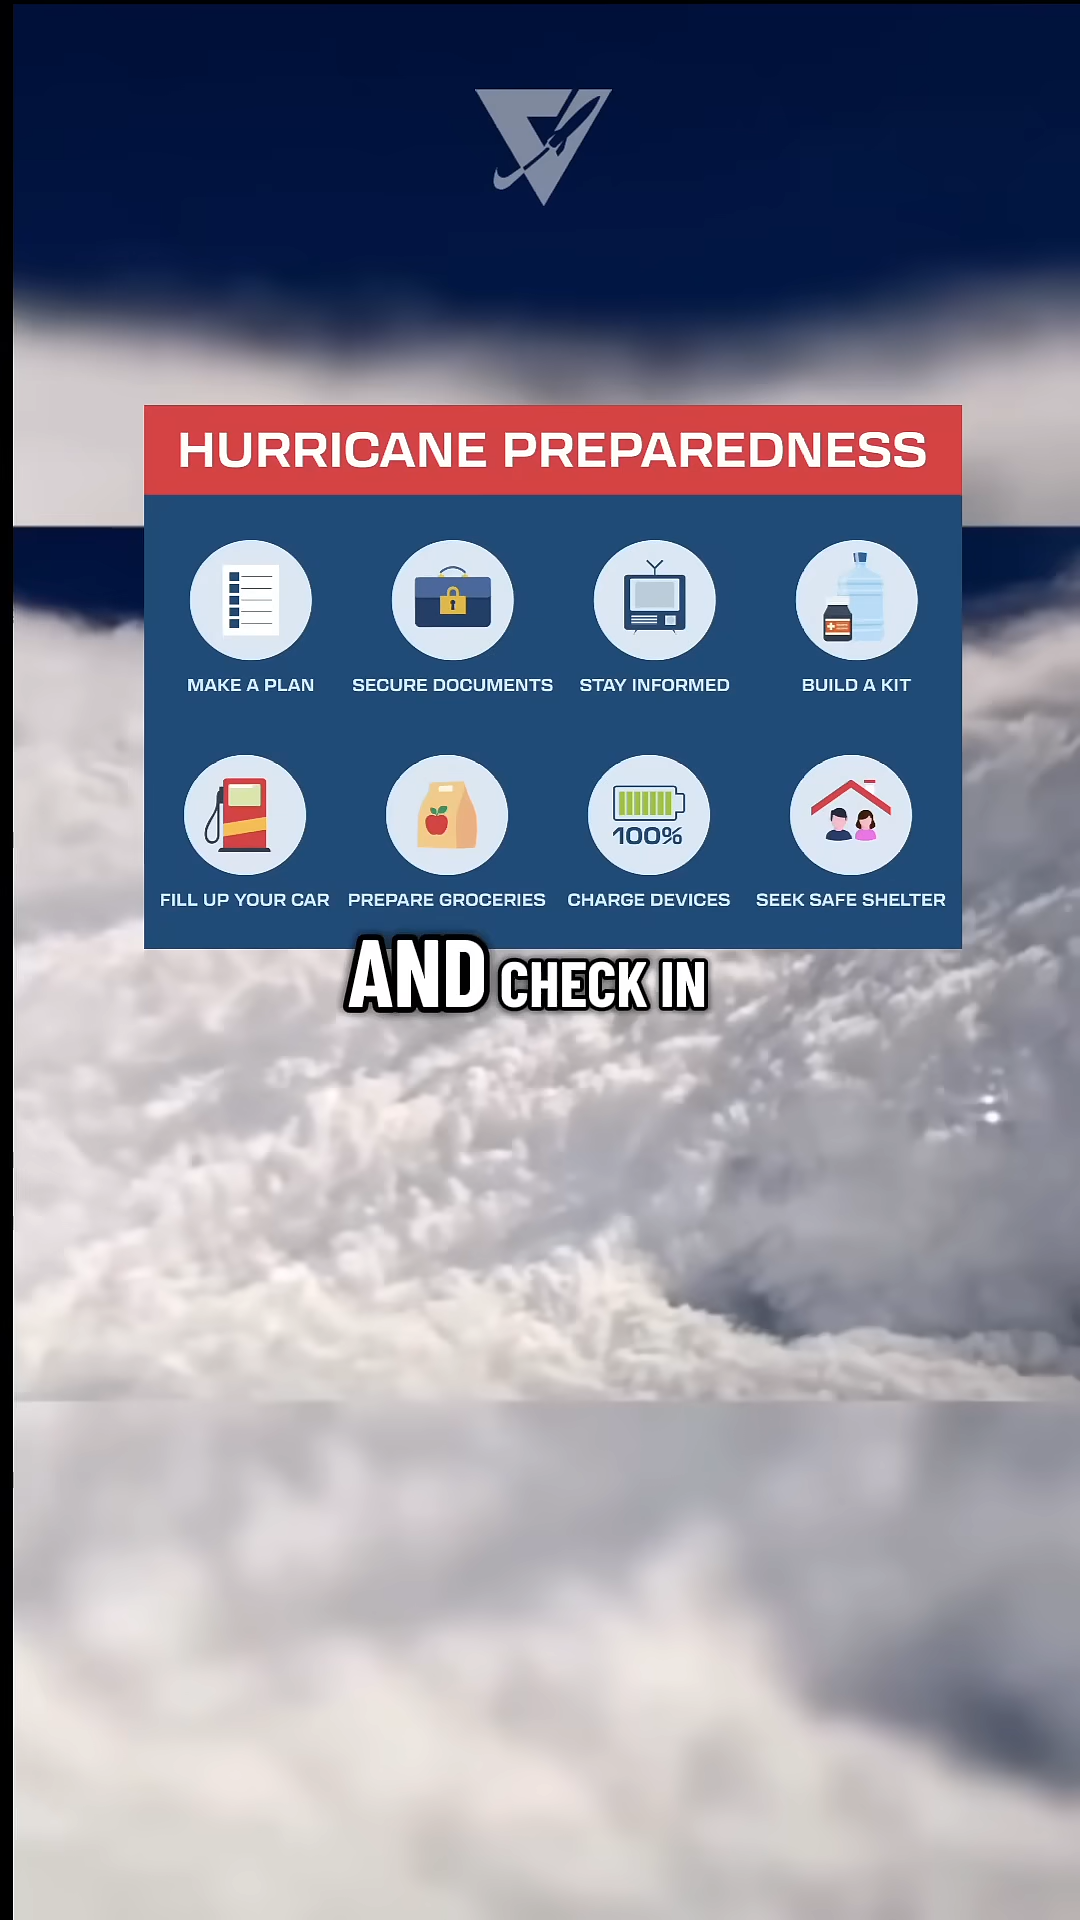 HURRICANE PREPAREDNESS
MAKE A PLAN
SECURE DOCUMENTS
STAY INFORMED
BUILD A KIT
100%
FILL UP YOUR CAR
PREPARE GROCERIES
CHARGE DEVICES
SEEK SAFE SHELTER
AND CHECK IN